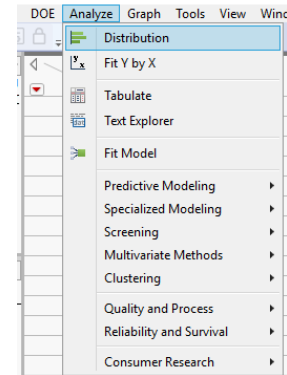 DOE Analyze Graph Tools View Wind
Distribution
Fit Y by X
Tabulate
Text Explorer
Fit Model
Predictive Modeling
Specialized Modeling
Screening
Multivariate Methods
Clustering
Quality and Process
Reliability and Survival
Consumer Research